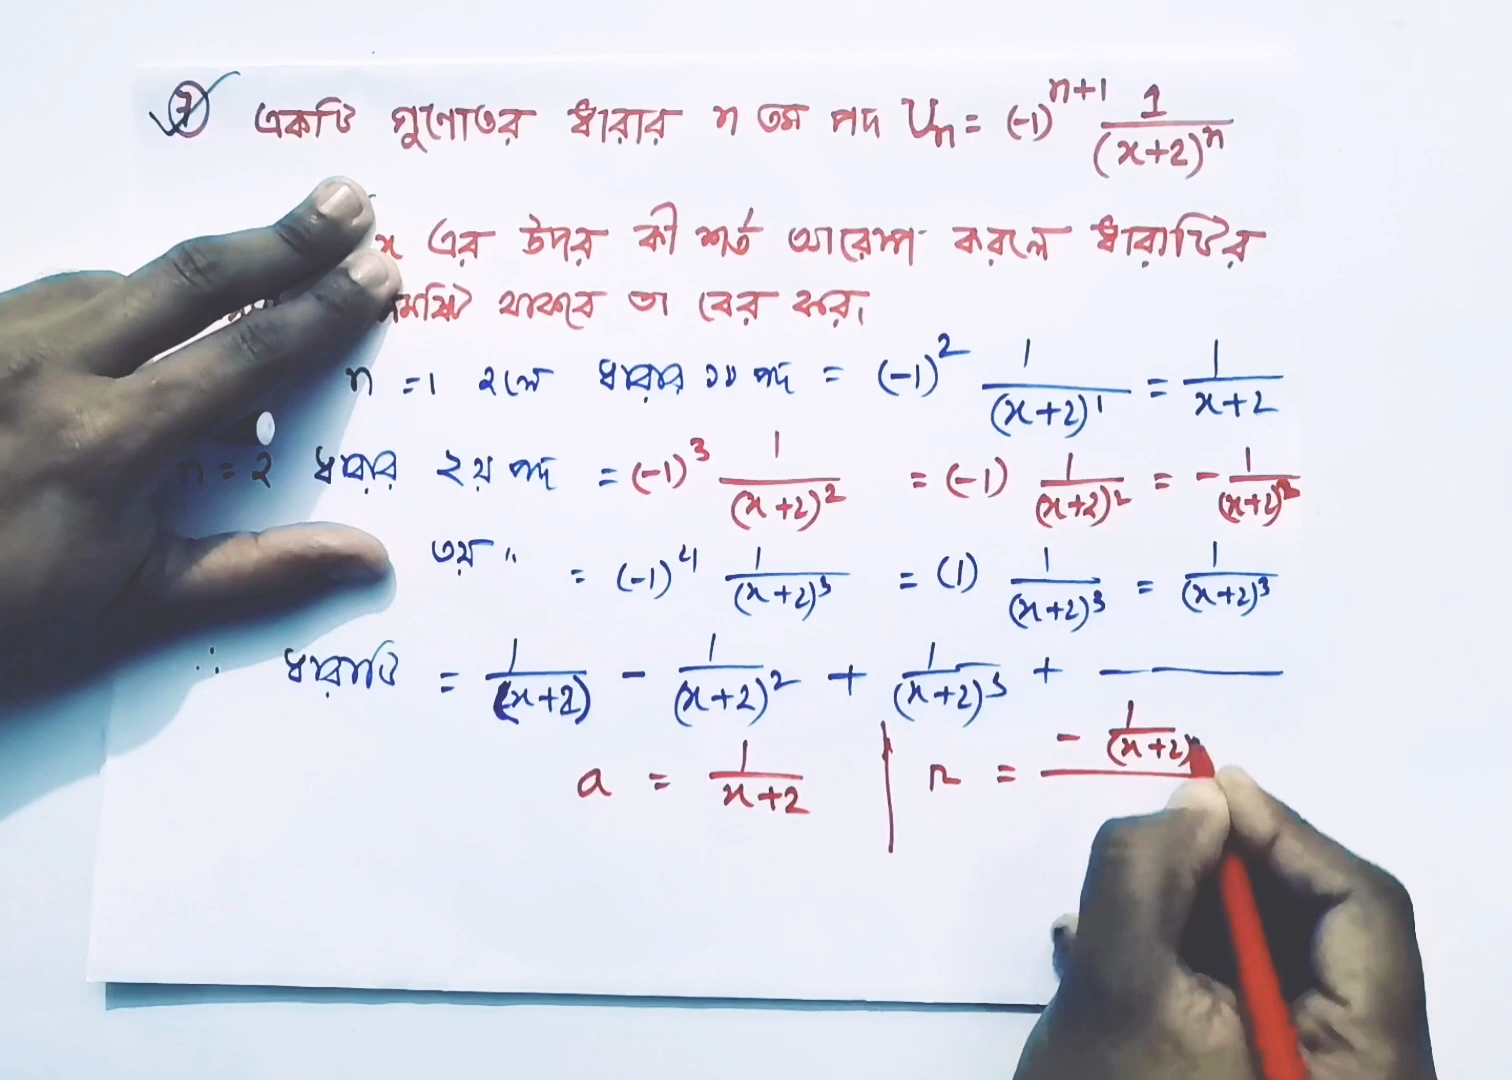 ৭ একটি গুণোত্তর ধারার n তম পদ Uₙ = (-1)ⁿ⁺¹ 1/(x+2)ⁿ
x এর উপর কী শর্ত আরোপ করলে ধারাটির
থাকবে তা বের কর।
n = 1 হলে ধারার ১ম পদ = (-1)² 1/(x+2)¹ = 1/x+2
n = 2 ধারার ২য় পদ = (-1)³ 1/(x+2)² = (-1) 1/(x+2)² = - 1/(x+2)²
৩য় " = (-1)⁴ 1/(x+2)³ = (1) 1/(x+2)³ = 1/(x+2)³
∴ ধারাটি = 1/(x+2) - 1/(x+2)² + 1/(x+2)³ + ———
a = 1/x+2 | r = - 1/(x+2)